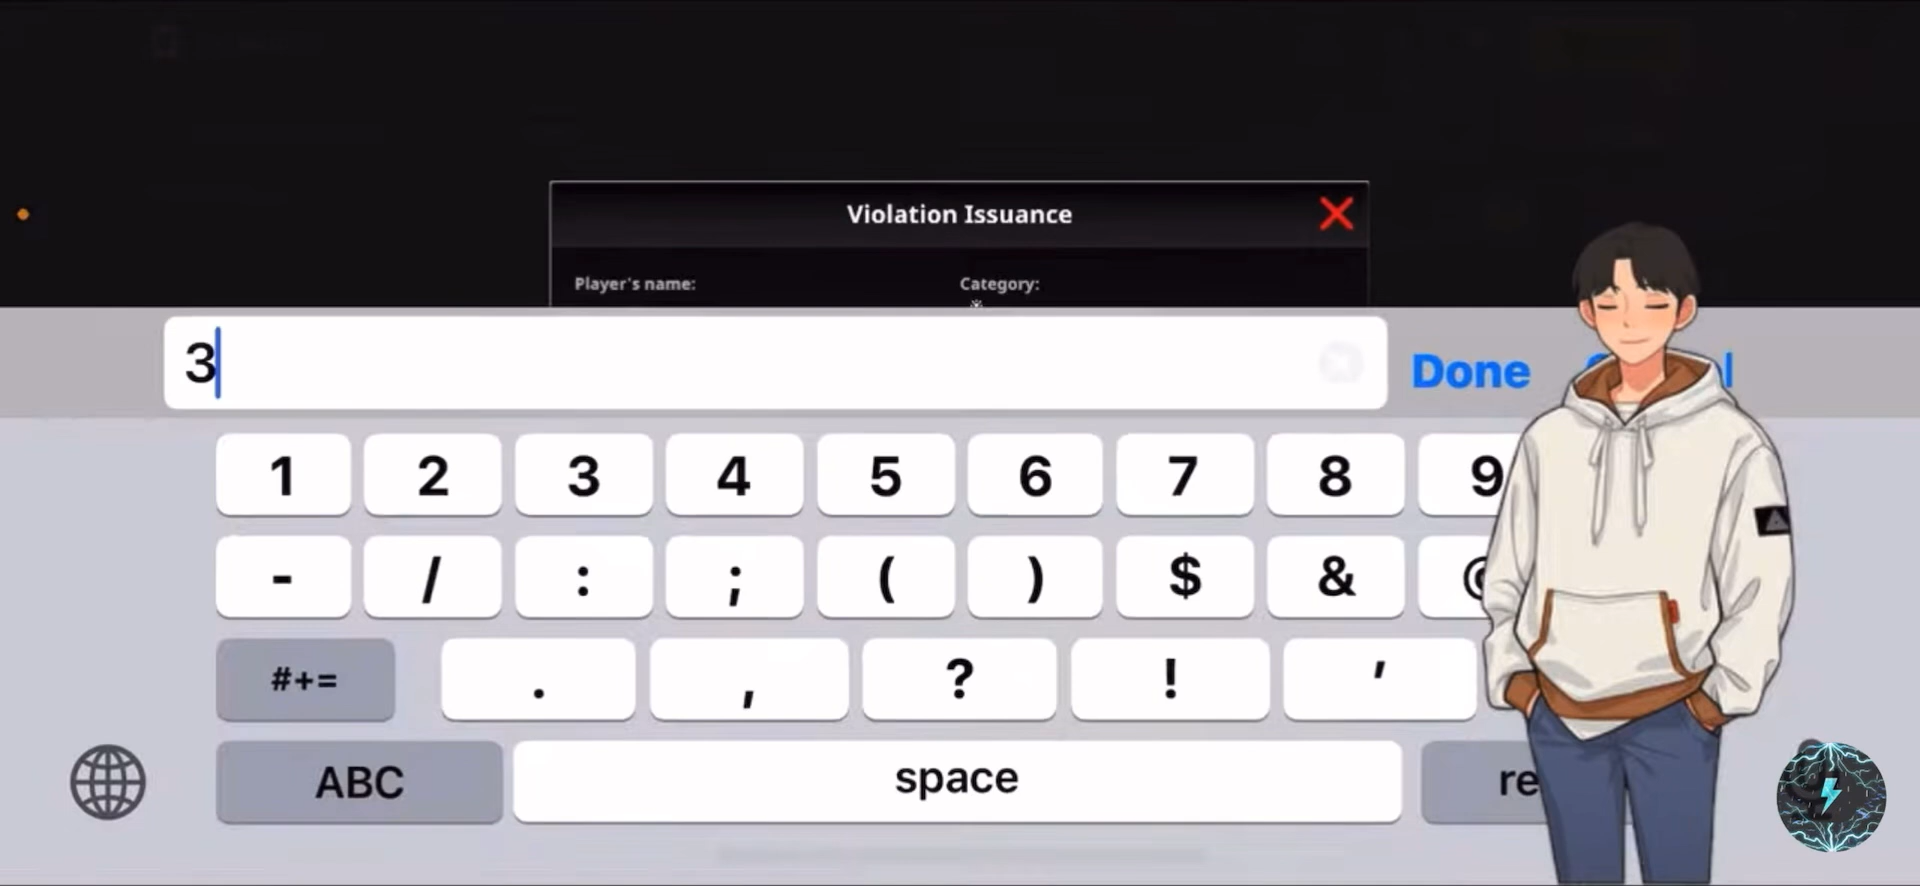 Violation Issuance
Player's name:
Category:
3
Done
1 2 3 4 5 6 7 8 9
- / : ; ( ) $ &
#+= . , ? ! '
ABC space